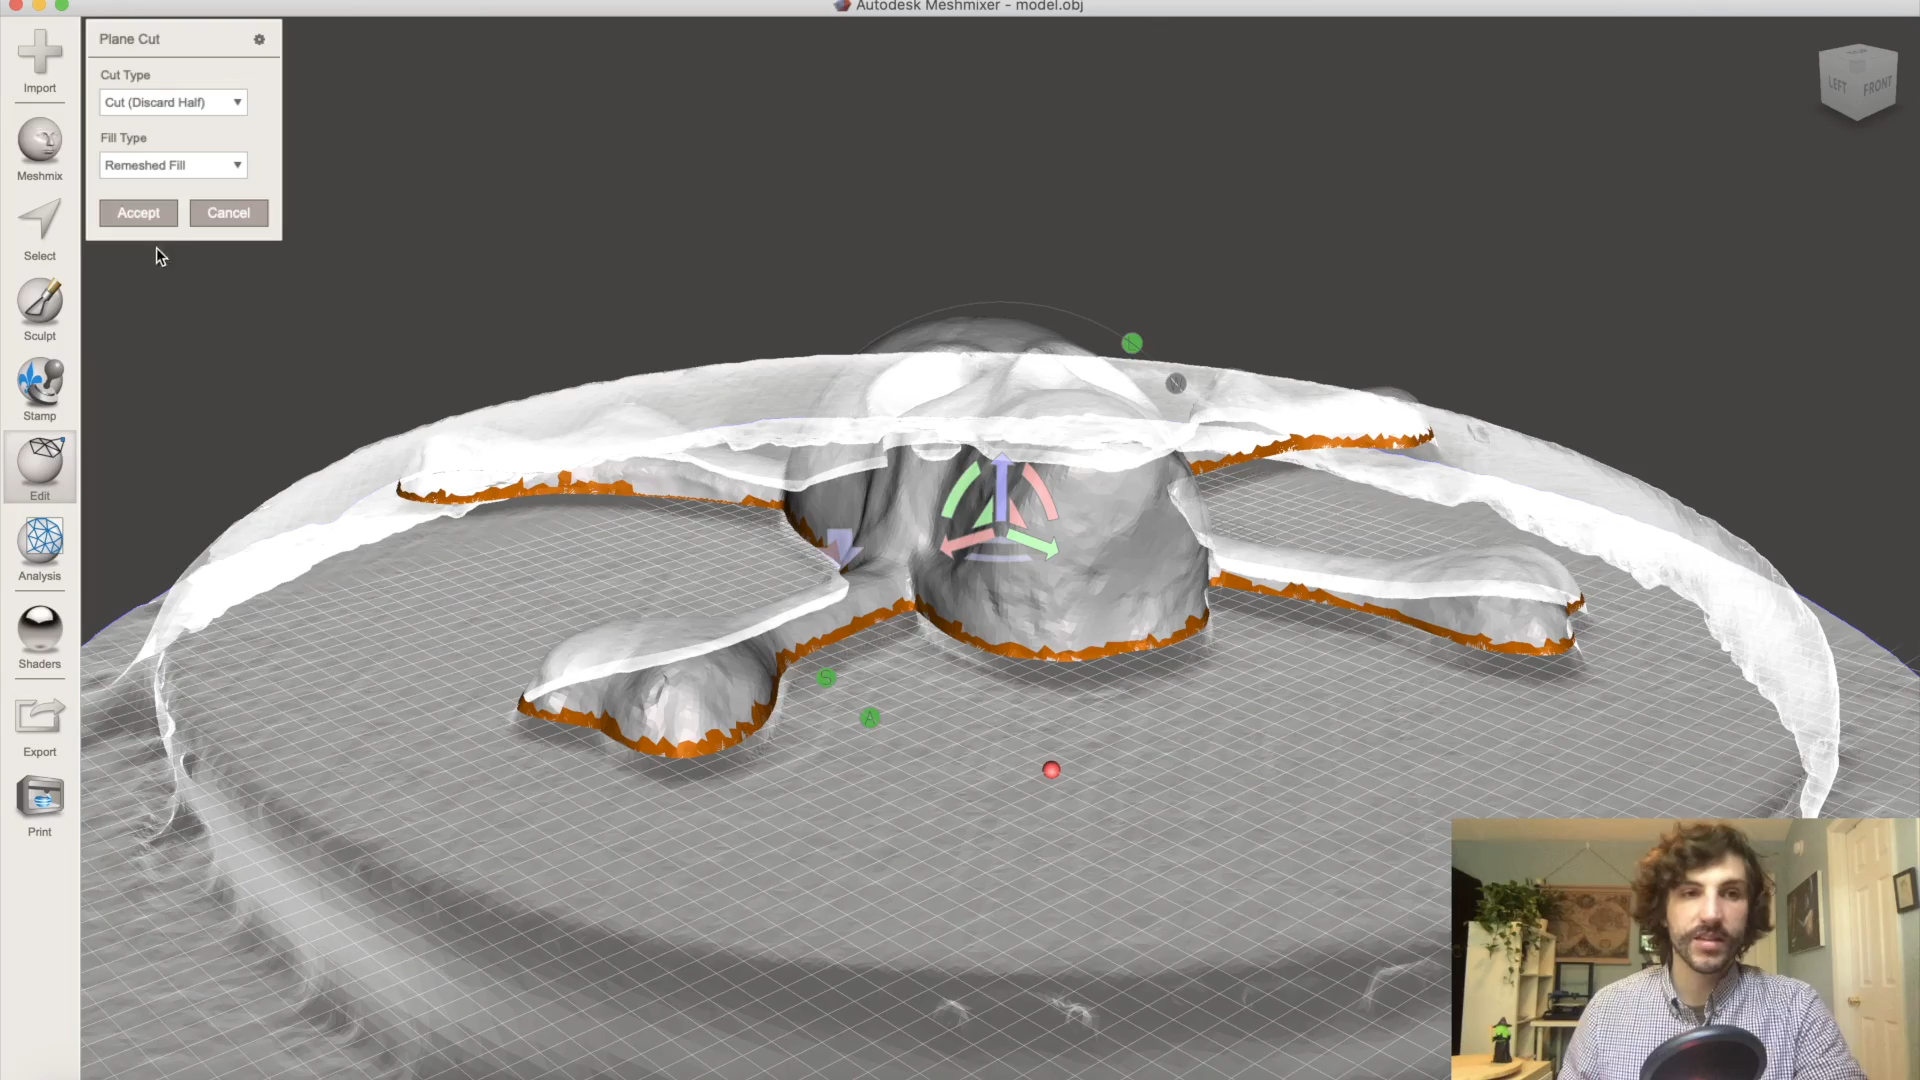 Autodesk Meshmixer - model.obj
Plane Cut
Cut Type
Cut (Discard Half)
Fill Type
Remeshed Fill
Accept
Cancel
Import
Meshmix
Select
Sculpt
Stamp
Edit
Analysis
Shaders
Export
Print
LEFT
FRONT
L
S
A